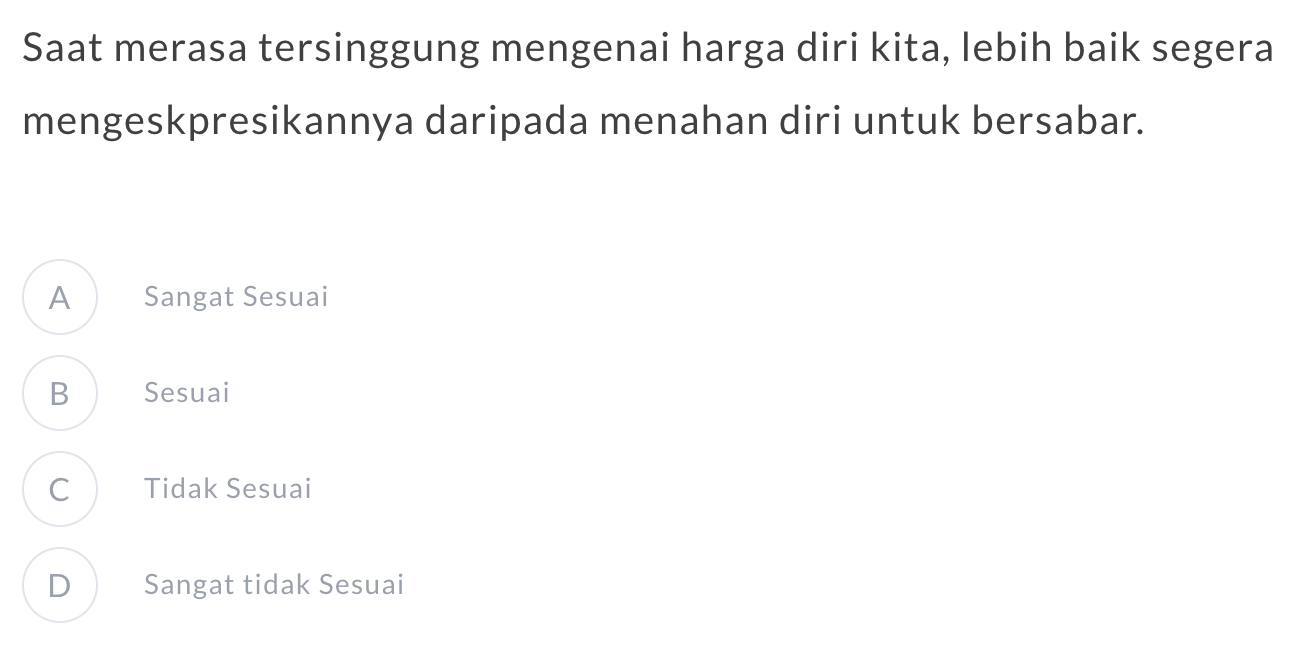 Saat merasa tersinggung mengenai harga diri kita, lebih baik segera
mengeskpresikannya daripada menahan diri untuk bersabar.
A Sangat Sesuai
B Sesuai
C Tidak Sesuai
D Sangat tidak Sesuai